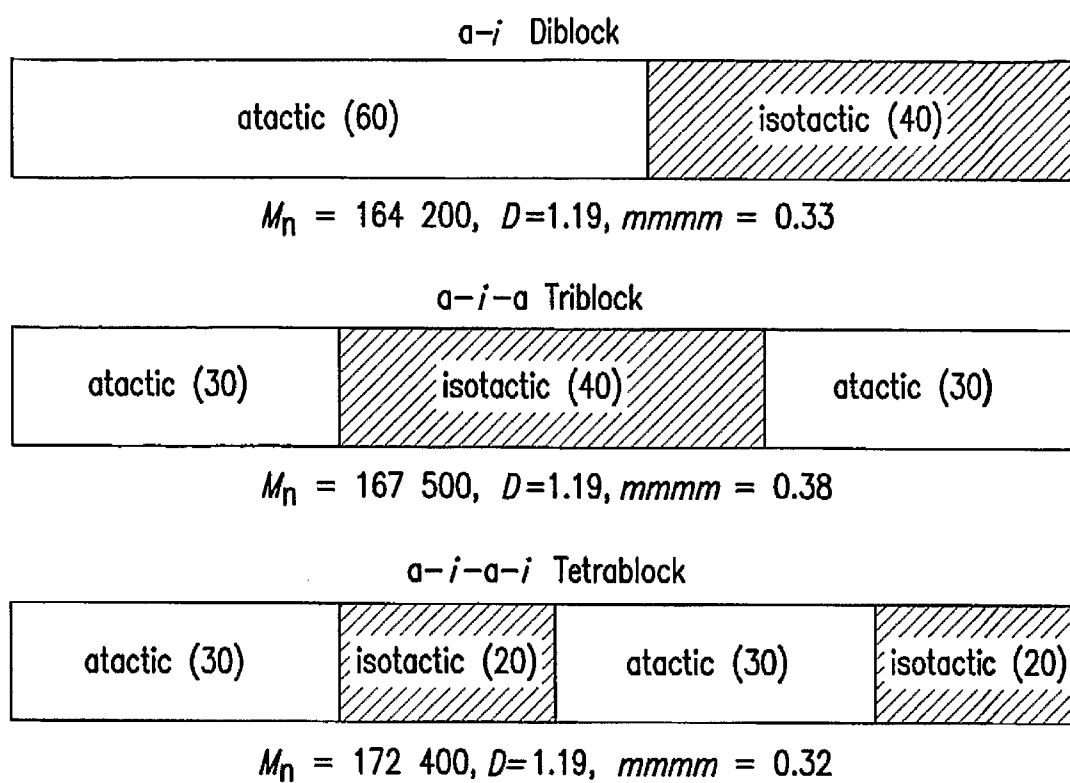 a-i Diblock
atactic (60) isotactic (40)
Mn = 164 200, D=1.19, mmmm = 0.33
a-i-a Triblock
atactic (30) isotactic (40) atactic (30)
Mn = 167 500, D=1.19, mmmm = 0.38
a-i-a-i Tetrablock
atactic (30) isotactic (20) atactic (30) isotactic (20)
Mn = 172 400, D=1.19, mmmm = 0.32